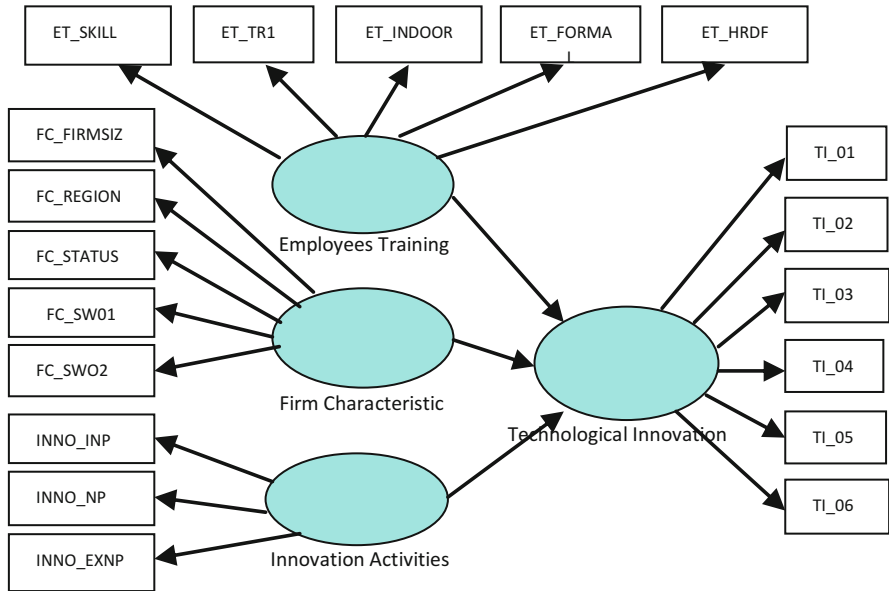 ET_SKILL
ET_TR1
ET_INDOOR
ET_FORMA
ET_HRDF
FC_FIRMSIZ
FC_REGION
FC_STATUS
FC_SW01
FC_SWO2
INNO_INP
INNO_NP
INNO_EXNP
Employees Training
Firm Characteristic
Innovation Activities
Technological Innovation
TI_01
TI_02
TI_03
TI_04
TI_05
TI_06